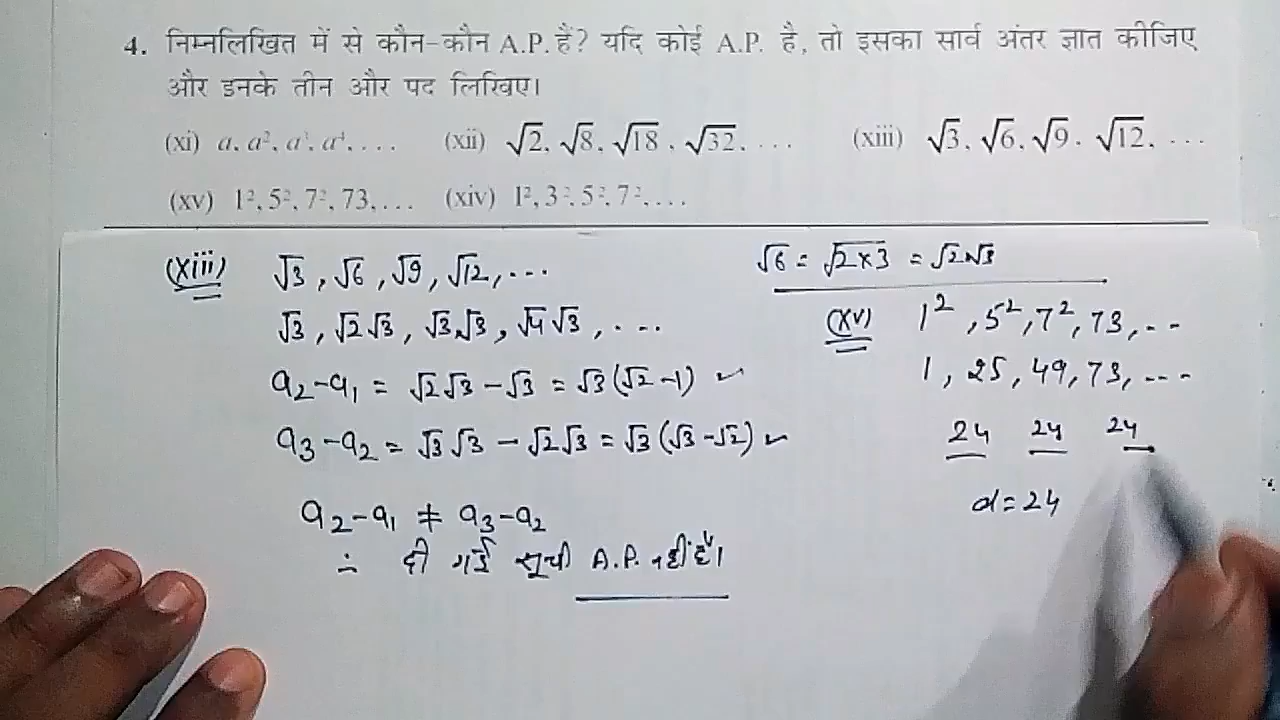 4. निम्नलिखित में से कौन-कौन A.P. हैं? यदि कोई A.P. है, तो इसका सार्व अंतर ज्ञात कीजिए
और इनके तीन और पद लिखिए।
(xi) a, a², a³, a⁴, . . . (xii) √2, √8, √18, √32, . . . (xiii) √3, √6, √9, √12, . . .
(xv) 1², 5², 7², 73, . . . (xiv) 1², 3², 5², 7², . . .
(xiii) √3, √6, √9, √12, ...
√3, √2√3, √3√3, √4√3, ...
a₂-a₁ = √2√3 - √3 = √3(√2-1) ✓
a₃-a₂ = √3√3 - √2√3 = √3(√3-√2) ✓
a₂-a₁ ≠ a₃-a₂
∴ दी गई सूची A.P. नहीं है।
√6 = √2×3 = √2√3
(xv) 1², 5², 7², 73, ...
1, 25, 49, 73, ...
24 24 24
d = 24